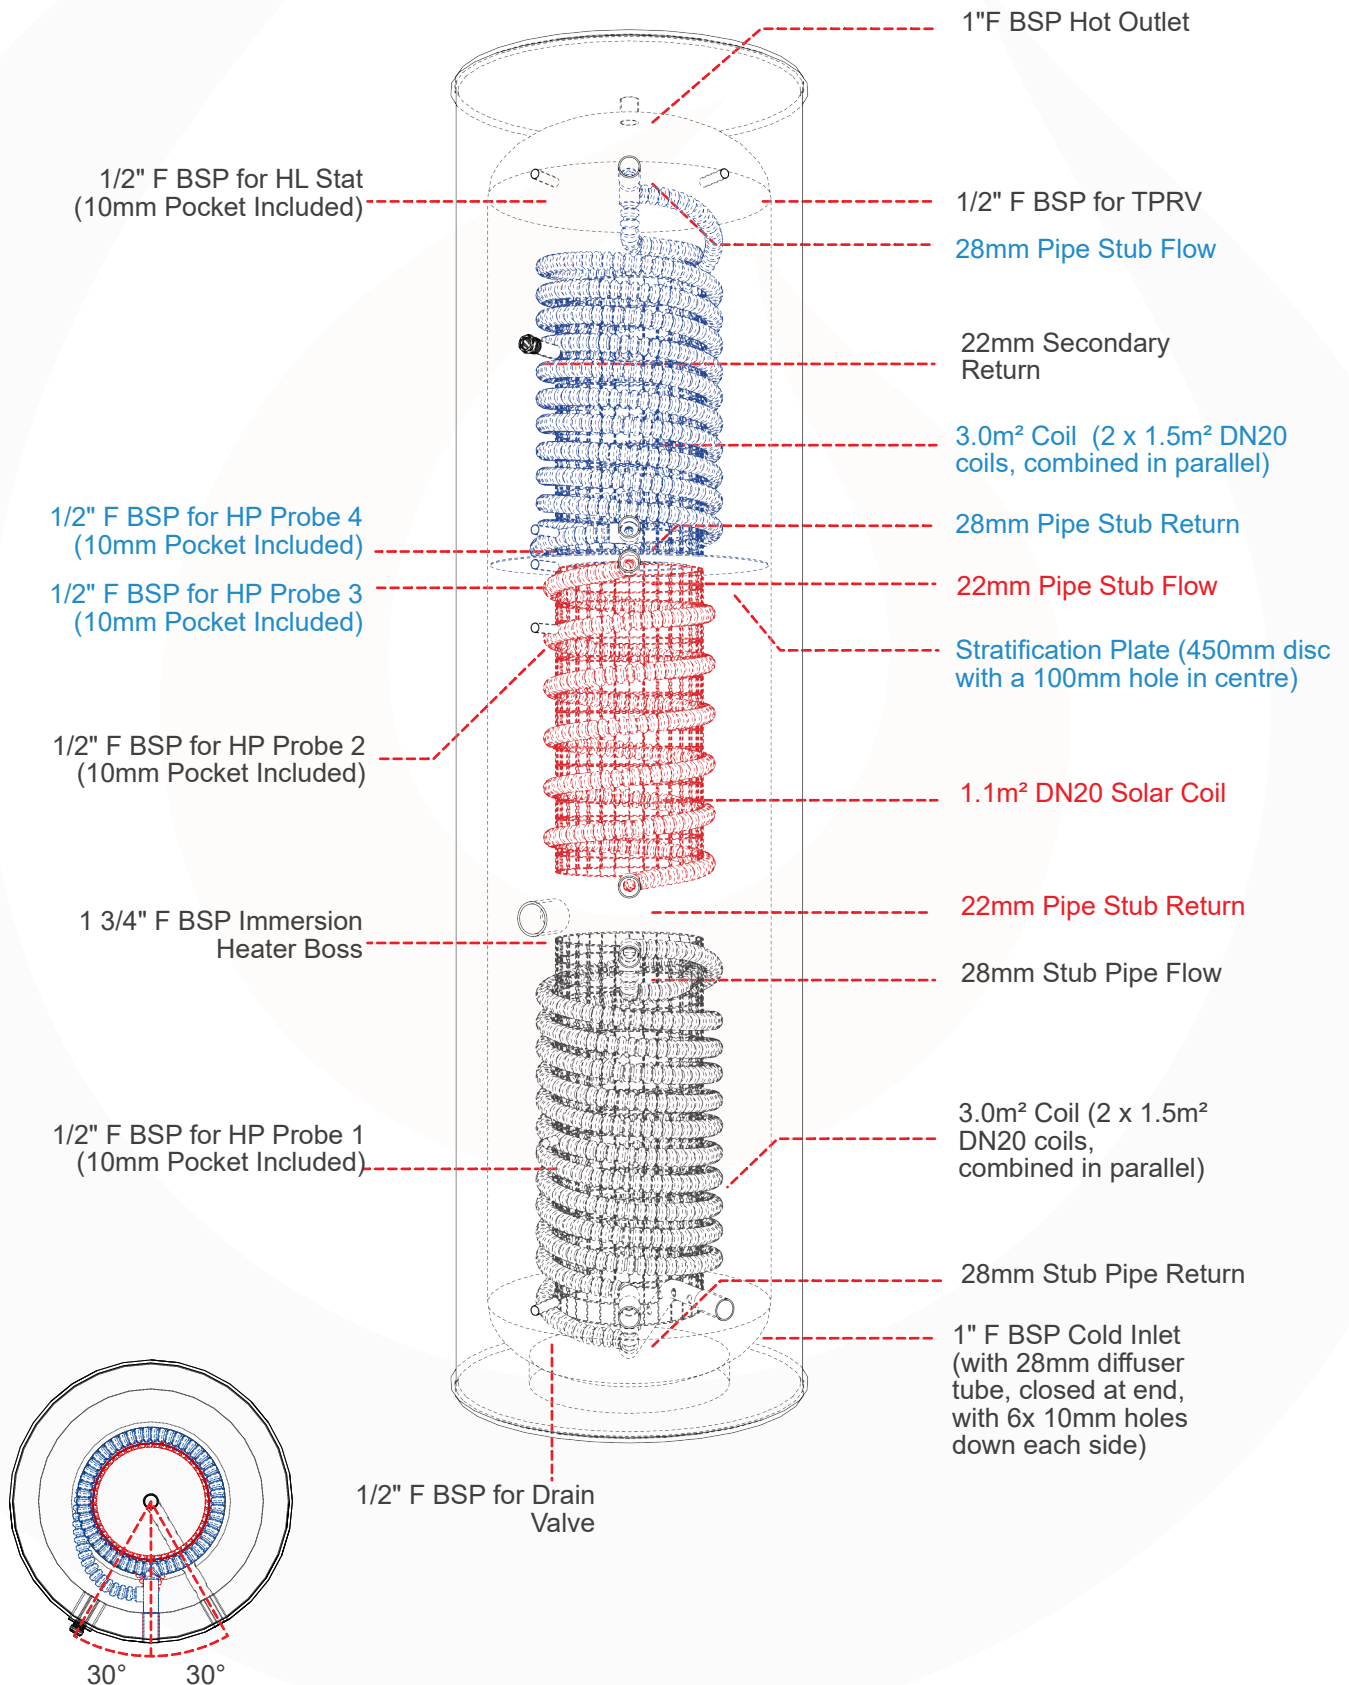 1"F BSP Hot Outlet
1/2" F BSP for HL Stat
(10mm Pocket Included)
1/2" F BSP for TPRV
28mm Pipe Stub Flow
22mm Secondary
Return
3.0m² Coil  (2 x 1.5m² DN20
coils, combined in parallel)
1/2" F BSP for HP Probe 4
(10mm Pocket Included)
28mm Pipe Stub Return
1/2" F BSP for HP Probe 3
(10mm Pocket Included)
22mm Pipe Stub Flow
Stratification Plate (450mm disc
with a 100mm hole in centre)
1/2" F BSP for HP Probe 2
(10mm Pocket Included)
1.1m² DN20 Solar Coil
1 3/4" F BSP Immersion
Heater Boss
22mm Pipe Stub Return
28mm Stub Pipe Flow
1/2" F BSP for HP Probe 1
(10mm Pocket Included)
3.0m² Coil (2 x 1.5m²
DN20 coils,
combined in parallel)
28mm Stub Pipe Return
1" F BSP Cold Inlet
(with 28mm diffuser
tube, closed at end,
with 6x 10mm holes
down each side)
1/2" F BSP for Drain
Valve
30°
30°